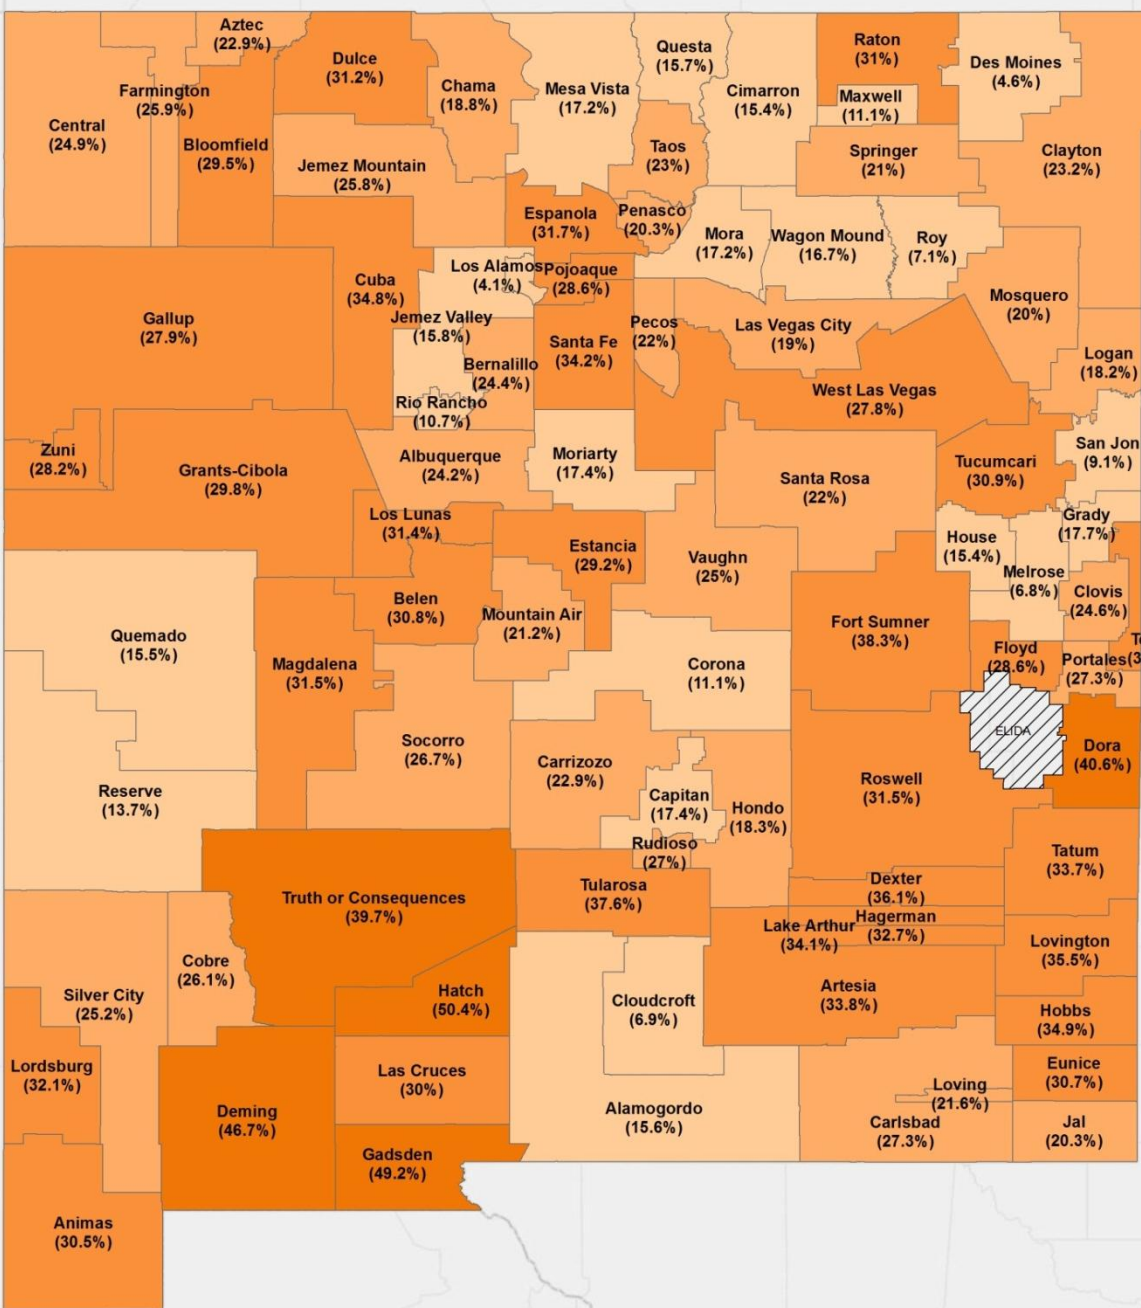 Aztec
(22.9%)
Dulce
(31.2%)
Chama
(18.8%)
Mesa Vista
(17.2%)
Questa
(15.7%)
Cimarron
(15.4%)
Raton
(31%)
Maxwell
(11.1%)
Des Moines
(4.6%)
Farmington
(25.9%)
Central
(24.9%)
Bloomfield
(29.5%)
Jemez Mountain
(25.8%)
Taos
(23%)
Springer
(21%)
Clayton
(23.2%)
Espanola
(31.7%)
Penasco
(20.3%)
Mora
(17.2%)
Wagon Mound
(16.7%)
Roy
(7.1%)
Los Alamos
(4.1%)
Pojoaque
(28.6%)
Cuba
(34.8%)
Mosquero
(20%)
Gallup
(27.9%)
Jemez Valley
(15.8%)
Santa Fe
(34.2%)
Pecos
(22%)
Las Vegas City
(19%)
Logan
(18.2%)
Bernalillo
(24.4%)
West Las Vegas
(27.8%)
Rio Rancho
(10.7%)
Zuni
(28.2%)
Grants-Cibola
(29.8%)
Albuquerque
(24.2%)
Moriarty
(17.4%)
Santa Rosa
(22%)
Tucumcari
(30.9%)
San Jon
(9.1%)
Los Lunas
(31.4%)
Grady
(17.7%)
Estancia
(29.2%)
Vaughn
(25%)
House
(15.4%)
Melrose
(6.8%)
Belen
(30.8%)
Mountain Air
(21.2%)
Clovis
(24.6%)
Quemado
(15.5%)
Fort Sumner
(38.3%)
Magdalena
(31.5%)
Corona
(11.1%)
Floyd
(28.6%)
Portales
(27.3%)
ELIDA
Socorro
(26.7%)
Carrizozo
(22.9%)
Dora
(40.6%)
Reserve
(13.7%)
Capitan
(17.4%)
Hondo
(18.3%)
Roswell
(31.5%)
Rudioso
(27%)
Tatum
(33.7%)
Truth or Consequences
(39.7%)
Tularosa
(37.6%)
Dexter
(36.1%)
Hagerman
(32.7%)
Lake Arthur
(34.1%)
Lovington
(35.5%)
Cobre
(26.1%)
Silver City
(25.2%)
Hatch
(50.4%)
Cloudcroft
(6.9%)
Artesia
(33.8%)
Hobbs
(34.9%)
Lordsburg
(32.1%)
Las Cruces
(30%)
Eunice
(30.7%)
Deming
(46.7%)
Alamogordo
(15.6%)
Loving
(21.6%)
Carlsbad
(27.3%)
Jal
(20.3%)
Gadsden
(49.2%)
Animas
(30.5%)